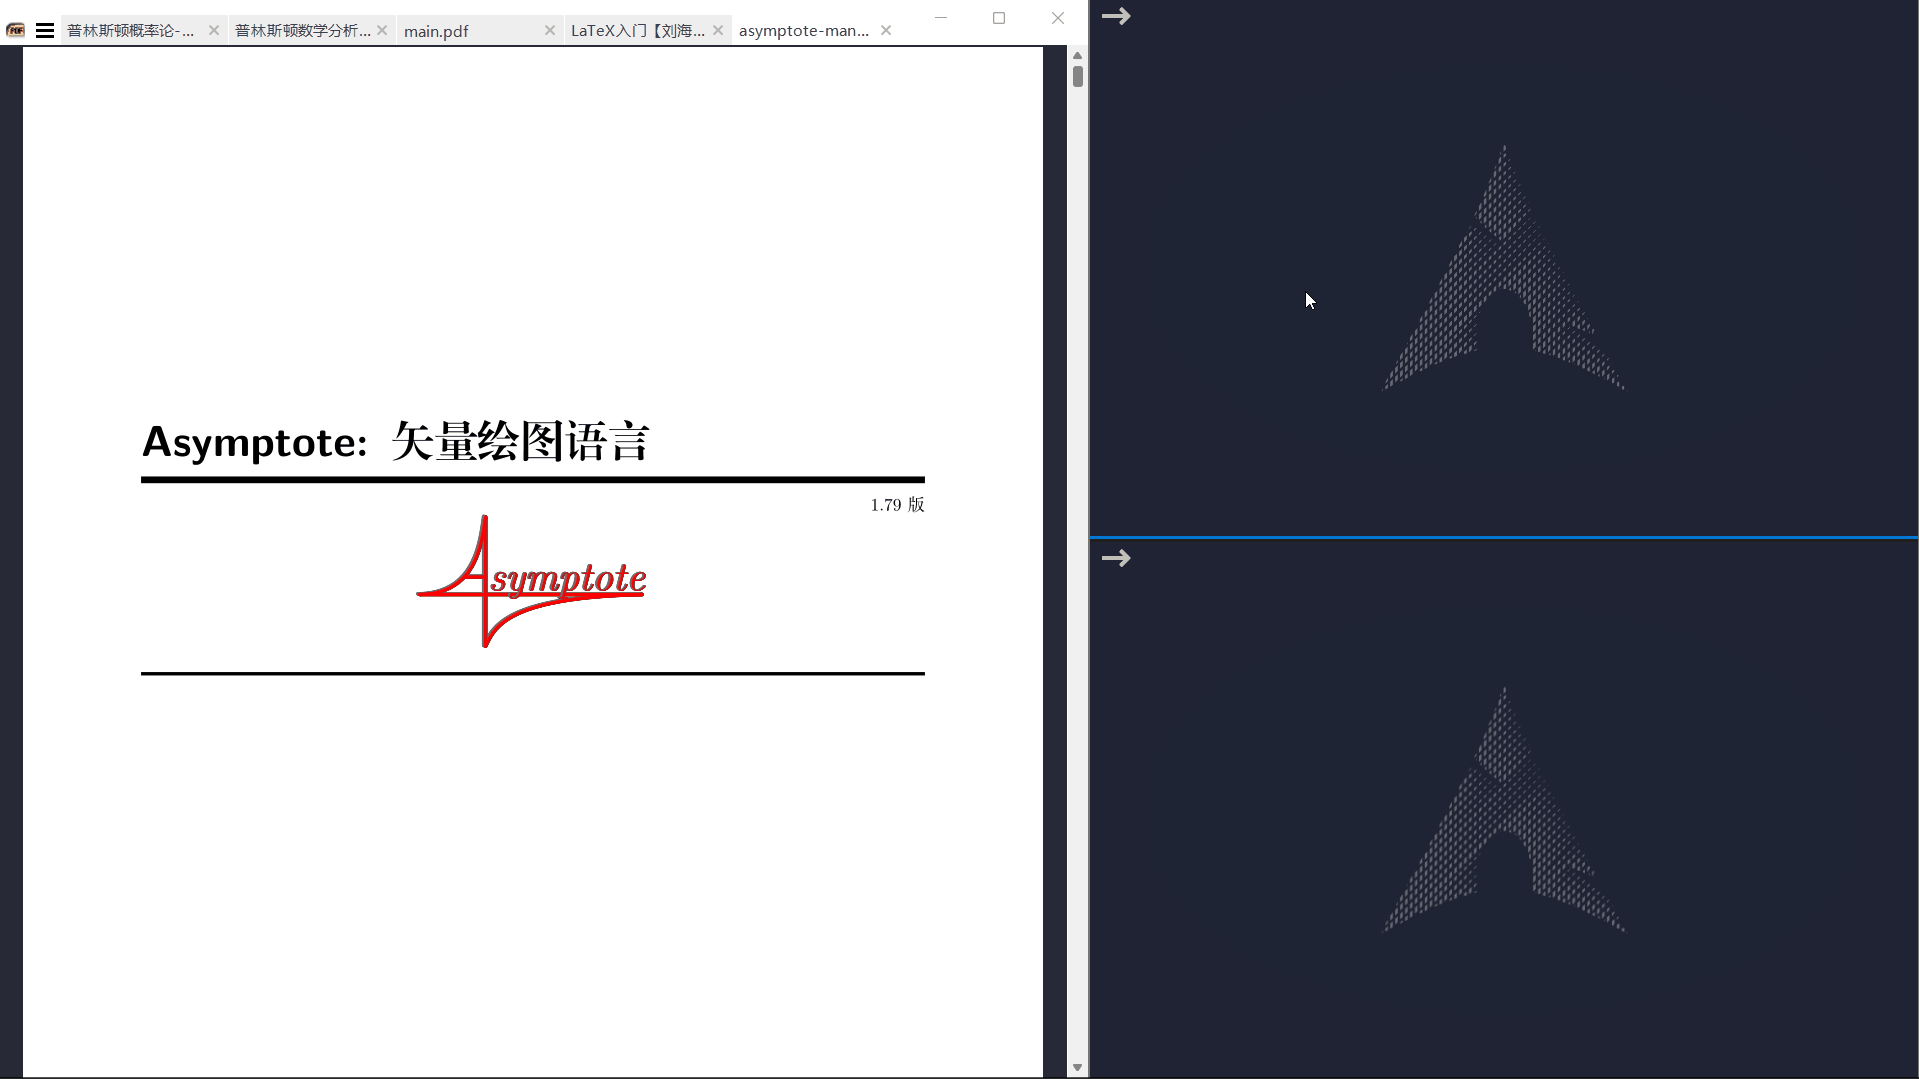 普林斯顿概率论-...
普林斯顿数学分析...
main.pdf
LaTeX入门【刘海...
asymptote-man...
→
Asymptote: 矢量绘图语言
1.79 版
Asymptote
→